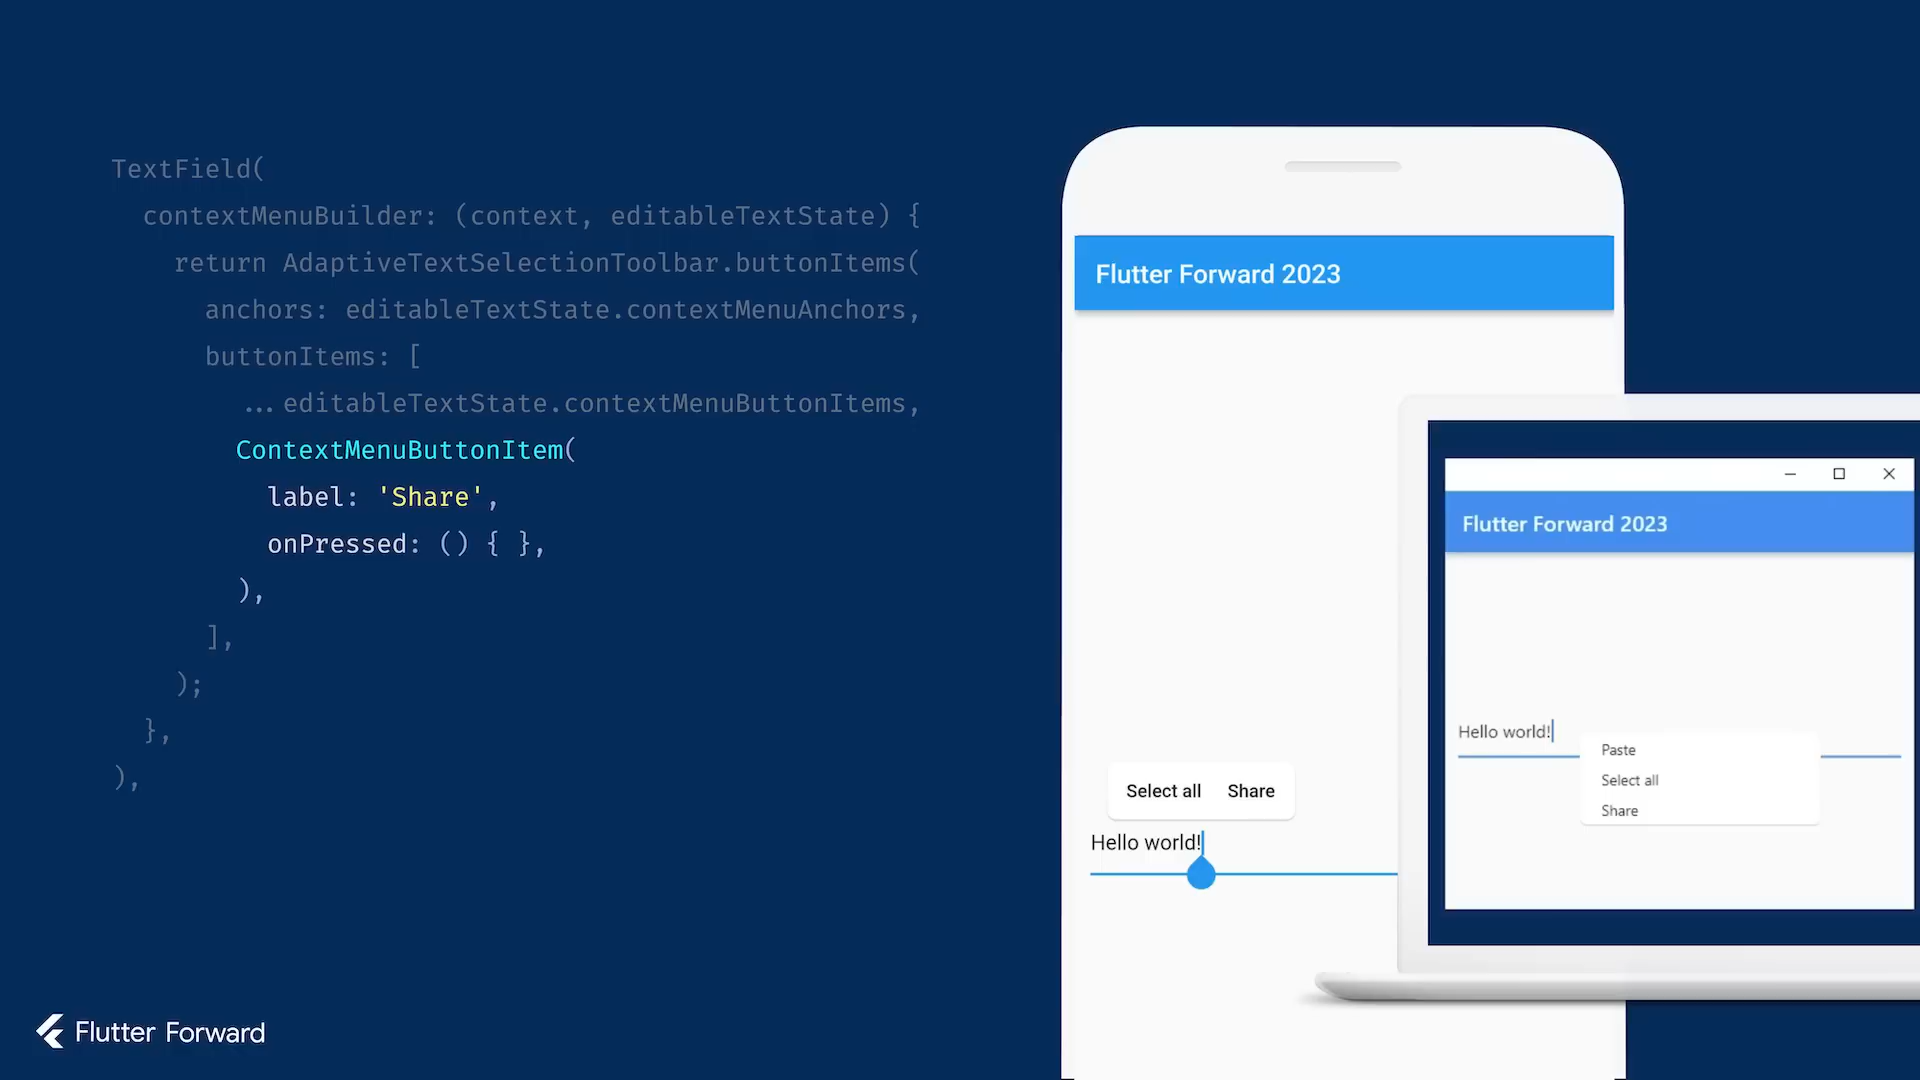 TextField(
  contextMenuBuilder: (context, editableTextState) {
    return AdaptiveTextSelectionToolbar.buttonItems(
      anchors: editableTextState.contextMenuAnchors,
      buttonItems: [
        ...editableTextState.contextMenuButtonItems,
        ContextMenuButtonItem(
          label: 'Share',
          onPressed: () { },
        ),
      ],
    );
  },
),
Flutter Forward 2023
Select all Share
Hello world!
Flutter Forward 2023
Hello world!
Paste
Select all
Share
Flutter Forward